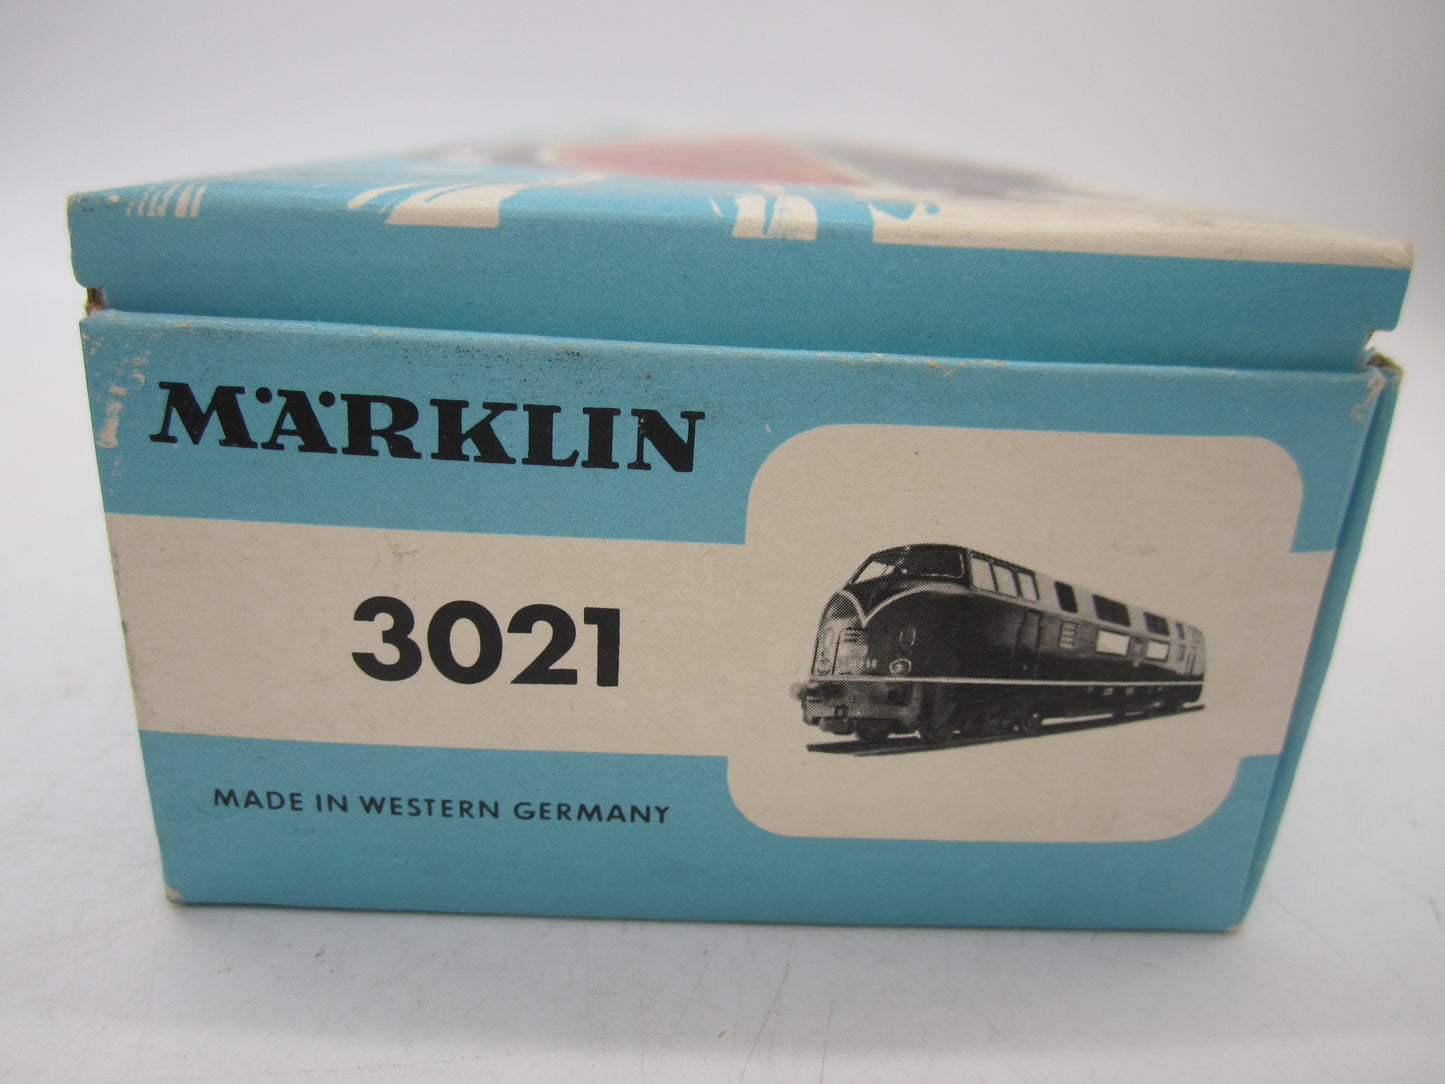 MÄRKLIN
3021
MADE IN WESTERN GERMANY